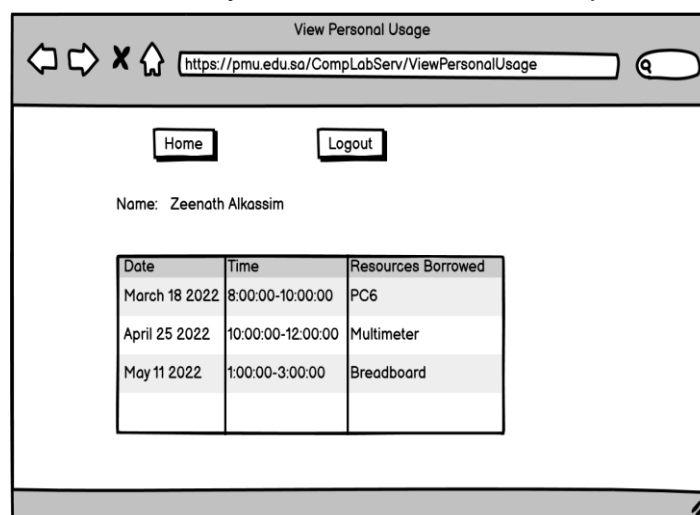 View Personal Usage
https://pmu.edu.sa/CompLabServ/ViewPersonalUsage
Home Logout
Name: Zeenath Alkassim
Date Time Resources Borrowed
March 18 2022 8:00:00-10:00:00 PC6
April 25 2022 10:00:00-12:00:00 Multimeter
May 11 2022 1:00:00-3:00:00 Breadboard